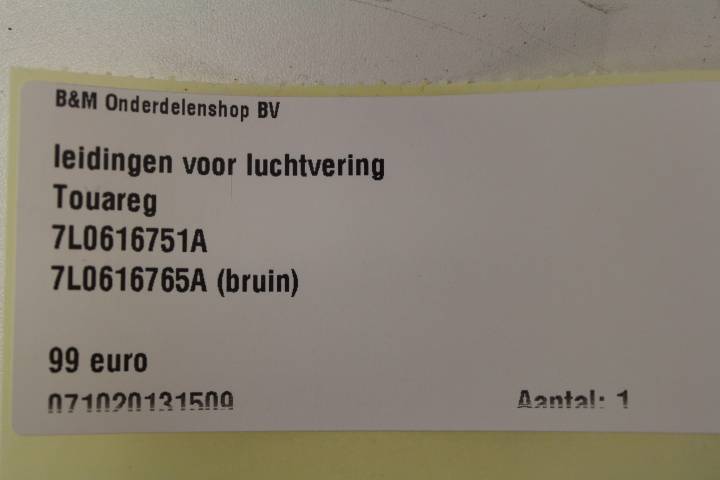 B&M Onderdelenshop BV
leidingen voor luchtvering
Touareg
7L0616751A
7L0616765A (bruin)
99 euro
071020131509
Aantal: 1